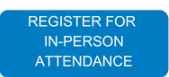 REGISTER FOR
IN-PERSON
ATTENDANCE